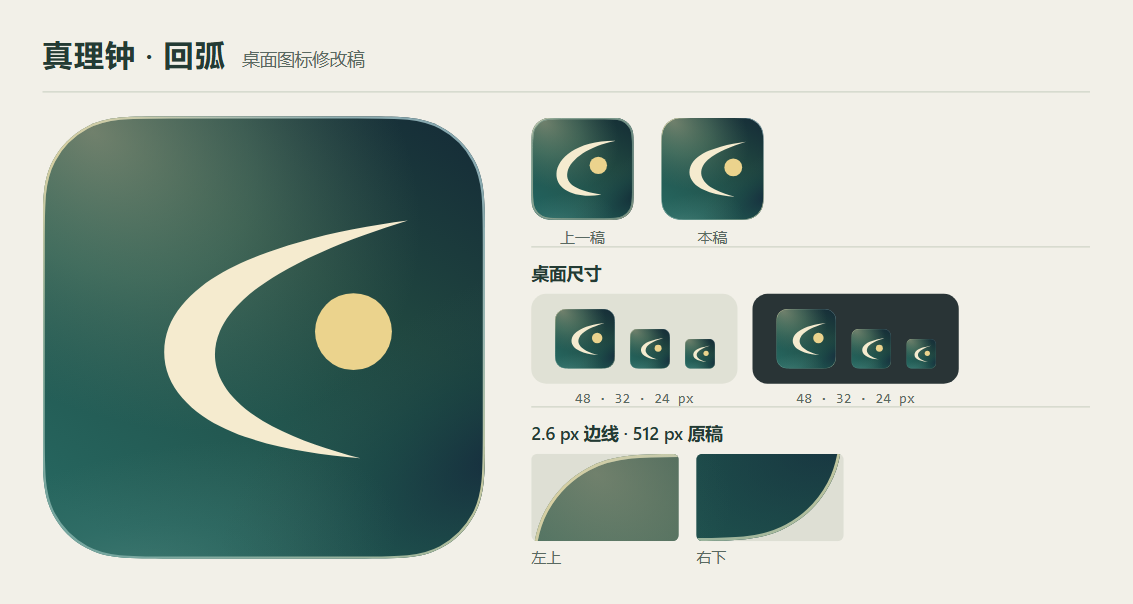 真理钟 · 回弧 桌面图标修改稿
上一稿 本稿
桌面尺寸
48 · 32 · 24 px 48 · 32 · 24 px
2.6 px 边线 · 512 px 原稿
左上 右下